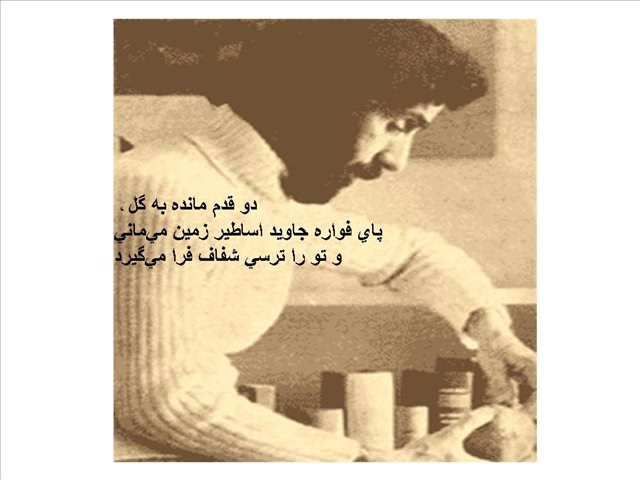 دو قدم مانده به گل ،
پاي فواره جاويد اساطير زمين مي‌ماني
و تو را ترسي شفاف فرا مي‌گيرد